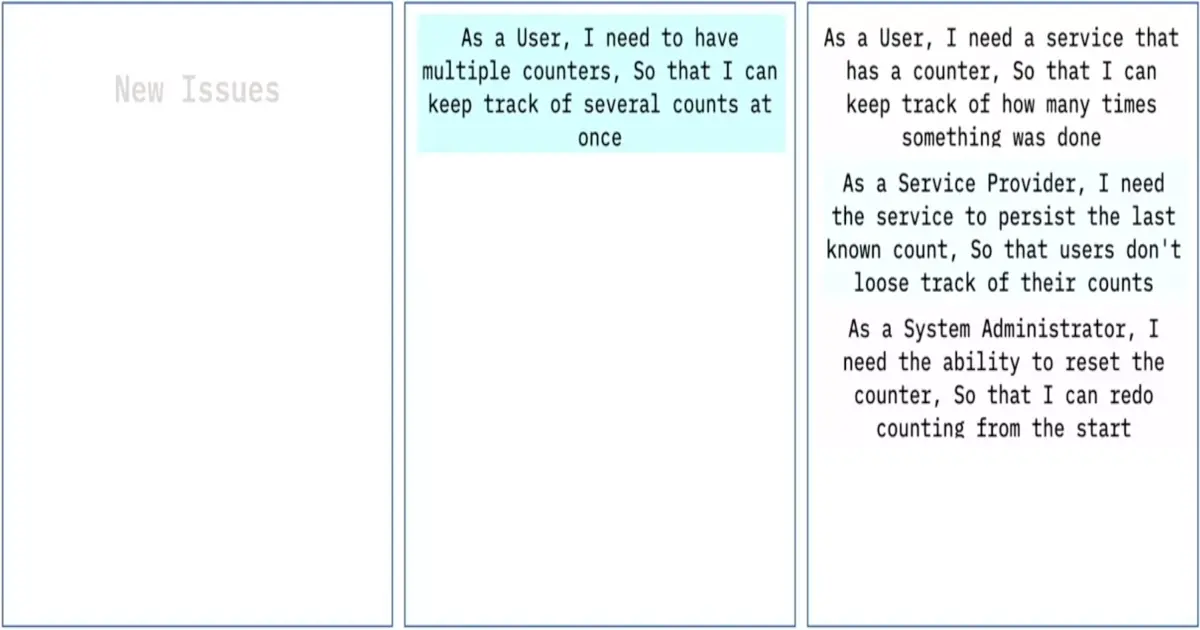 New Issues
As a User, I need to have
multiple counters, So that I can
keep track of several counts at
once
As a User, I need a service that
has a counter, So that I can
keep track of how many times
something was done
As a Service Provider, I need
the service to persist the last
known count, So that users don't
loose track of their counts
As a System Administrator, I
need the ability to reset the
counter, So that I can redo
counting from the start